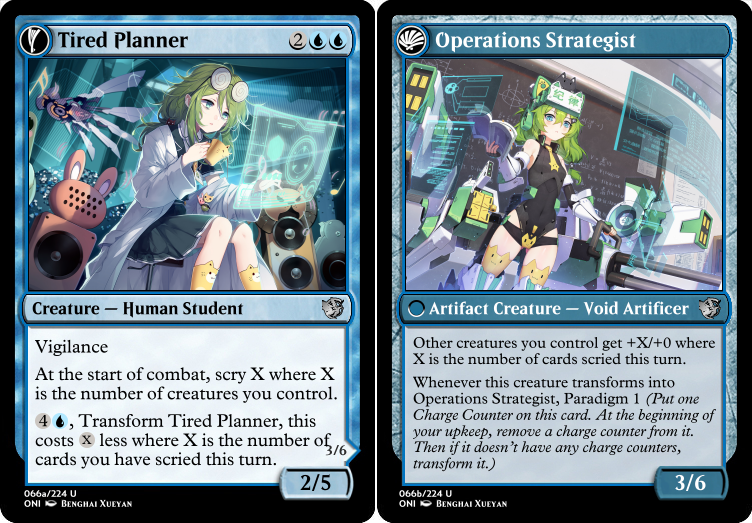 Tired Planner
2
Creature — Human Student
Vigilance
At the start of combat, scry X where X
is the number of creatures you control.
4, Transform Tired Planner, this
costs X less where X is the number of
cards you have scried this turn.
3/6
2/5
066a/224 U
ONI BENGHAI XUEYAN
Operations Strategist
纪律
Artifact Creature — Void Artificer
Other creatures you control get +X/+0 where
X is the number of cards scried this turn.
Whenever this creature transforms into
Operations Strategist, Paradigm 1 (Put one
Charge Counter on this card. At the beginning of
your upkeep, remove a charge counter from it.
Then if it doesn't have any charge counters,
transform it.)
3/6
066b/224 U
ONI BENGHAI XUEYAN